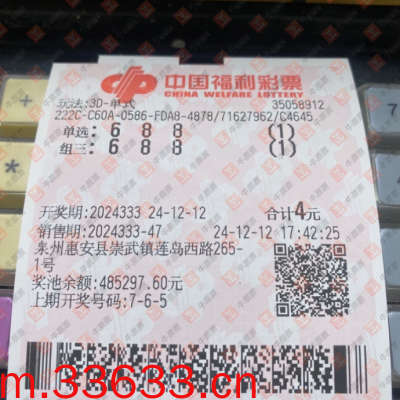 中国福利彩票
CHINA WELFARE LOTTERY
玩法:3D-单式 35058912
222C-C60A-0586-FDA8-4878/71627962/C4645
单选: 6 8 8 (1)
组三: 6 8 8 (1)
开奖期:2024333 24-12-12 合计4元
销售期:2024333-47 24-12-12 17:42:25
泉州惠安县崇武镇莲岛西路265-
1号
奖池余额:485297.60元
上期开奖号码:7-6-5
m.33633.cn